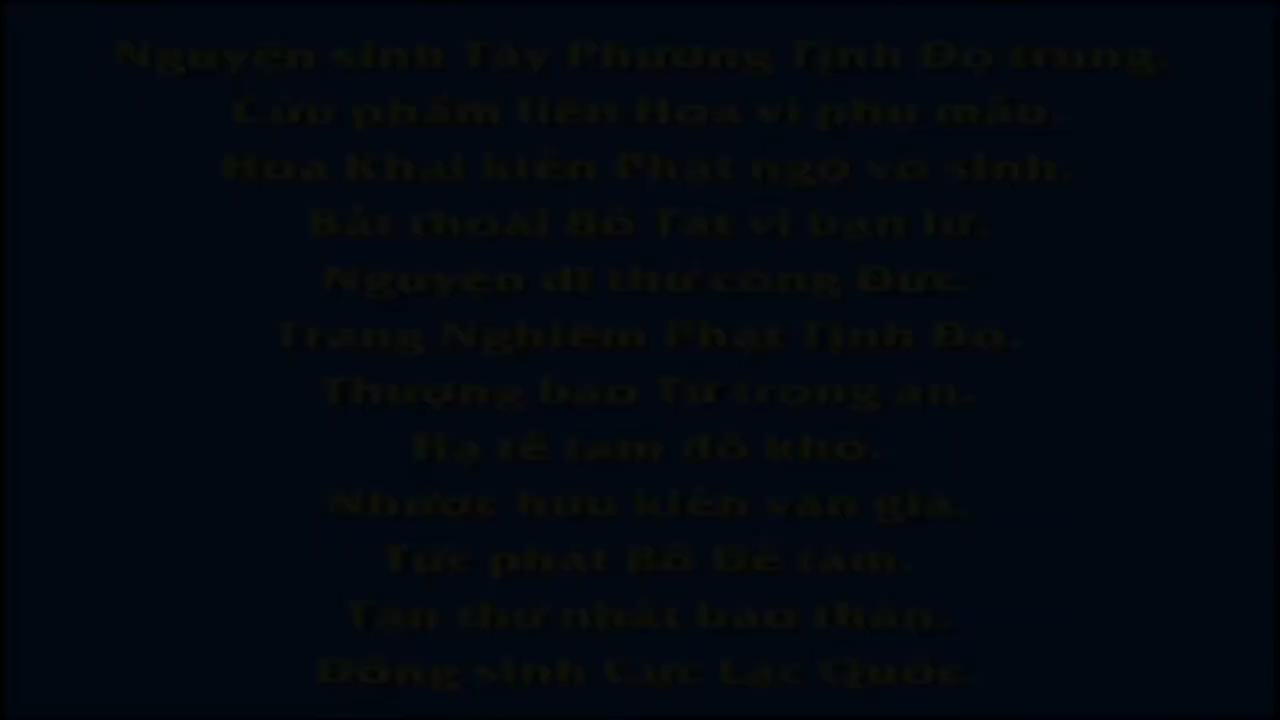 Nguyện sinh Tây Phương Tịnh Độ trung.
Cửu phẩm liên Hoa vi phụ mẫu.
Hoa Khai kiến Phật ngộ vô sinh.
Bất thoái Bồ Tát vi bạn lữ.
Nguyện dĩ thử công Đức.
Trang Nghiêm Phật Tịnh Độ.
Thượng báo Tứ trọng ân.
Hạ tế tam đồ khổ.
Nhược hữu kiến văn giả.
Tức phát Bồ Đề tâm.
Tận thử nhất báo thân.
Đồng sinh Cực Lạc Quốc.